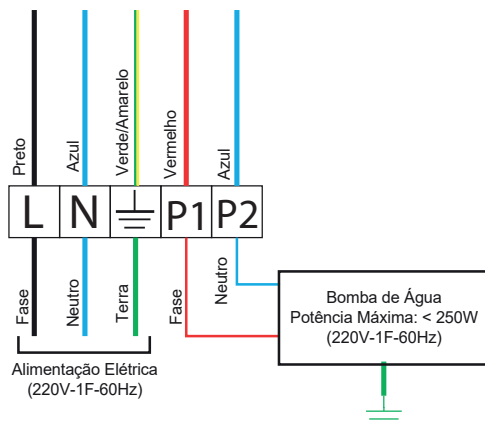 Preto
Azul
Verde/Amarelo
Vermelho
Azul
L
N
P1
P2
Fase
Neutro
Terra
Fase
Neutro
Bomba de Água
Potência Máxima: < 250W
(220V-1F-60Hz)
Alimentação Elétrica
(220V-1F-60Hz)